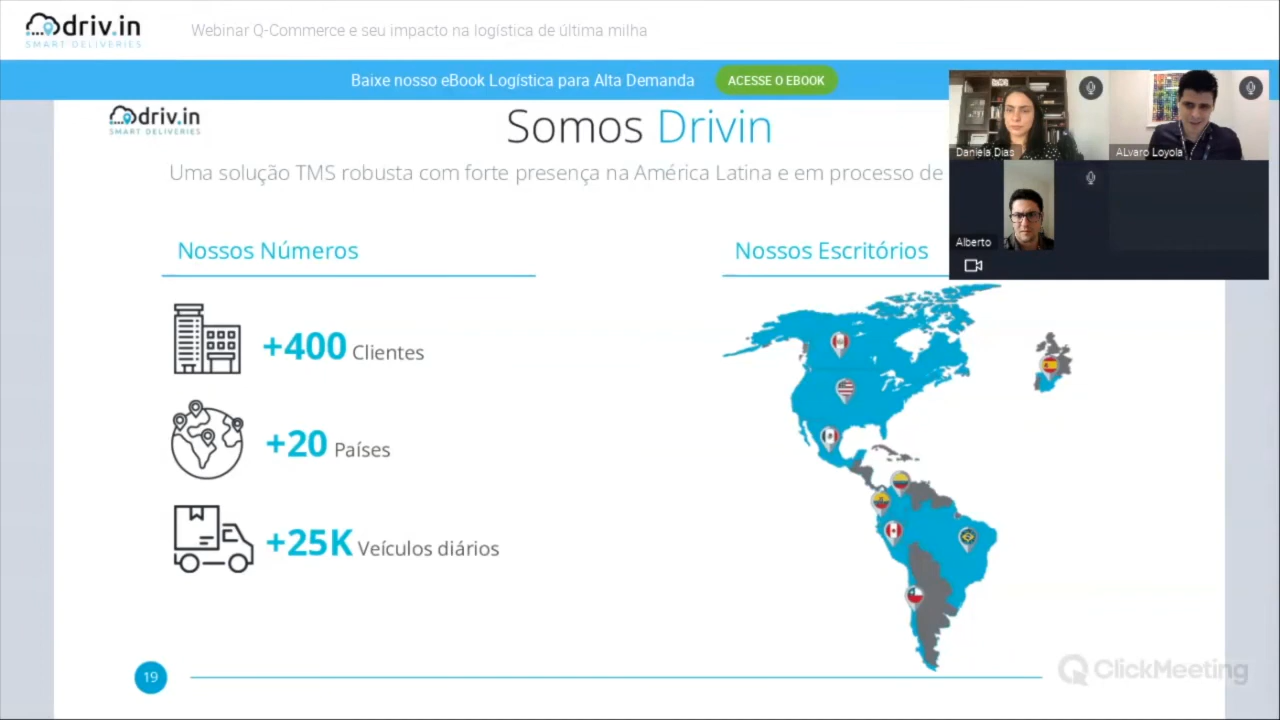 driv.in
SMART DELIVERIES
Webinar Q-Commerce e seu impacto na logística de última milha
Baixe nosso eBook Logística para Alta Demanda
ACESSE O EBOOK
driv.in
SMART DELIVERIES
Somos Drivin
Uma solução TMS robusta com forte presença na América Latina e em processo de
Daniela Dias
ALvaro Loyola
Alberto
Nossos Números
Nossos Escritórios
+400 Clientes
+20 Países
+25K Veículos diários
19
ClickMeeting